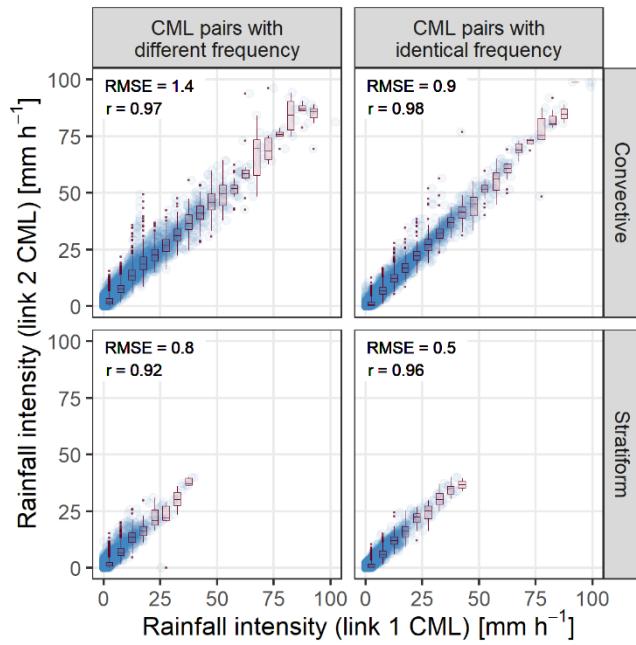 CML pairs with
different frequency
CML pairs with
identical frequency
Rainfall intensity (link 2 CML) [mm h⁻¹]
100
75
50
25
0
RMSE = 1.4
r = 0.97
RMSE = 0.9
r = 0.98
Convective
100
75
50
25
0
RMSE = 0.8
r = 0.92
RMSE = 0.5
r = 0.96
Stratiform
0 25 50 75 100 0 25 50 75 100
Rainfall intensity (link 1 CML) [mm h⁻¹]